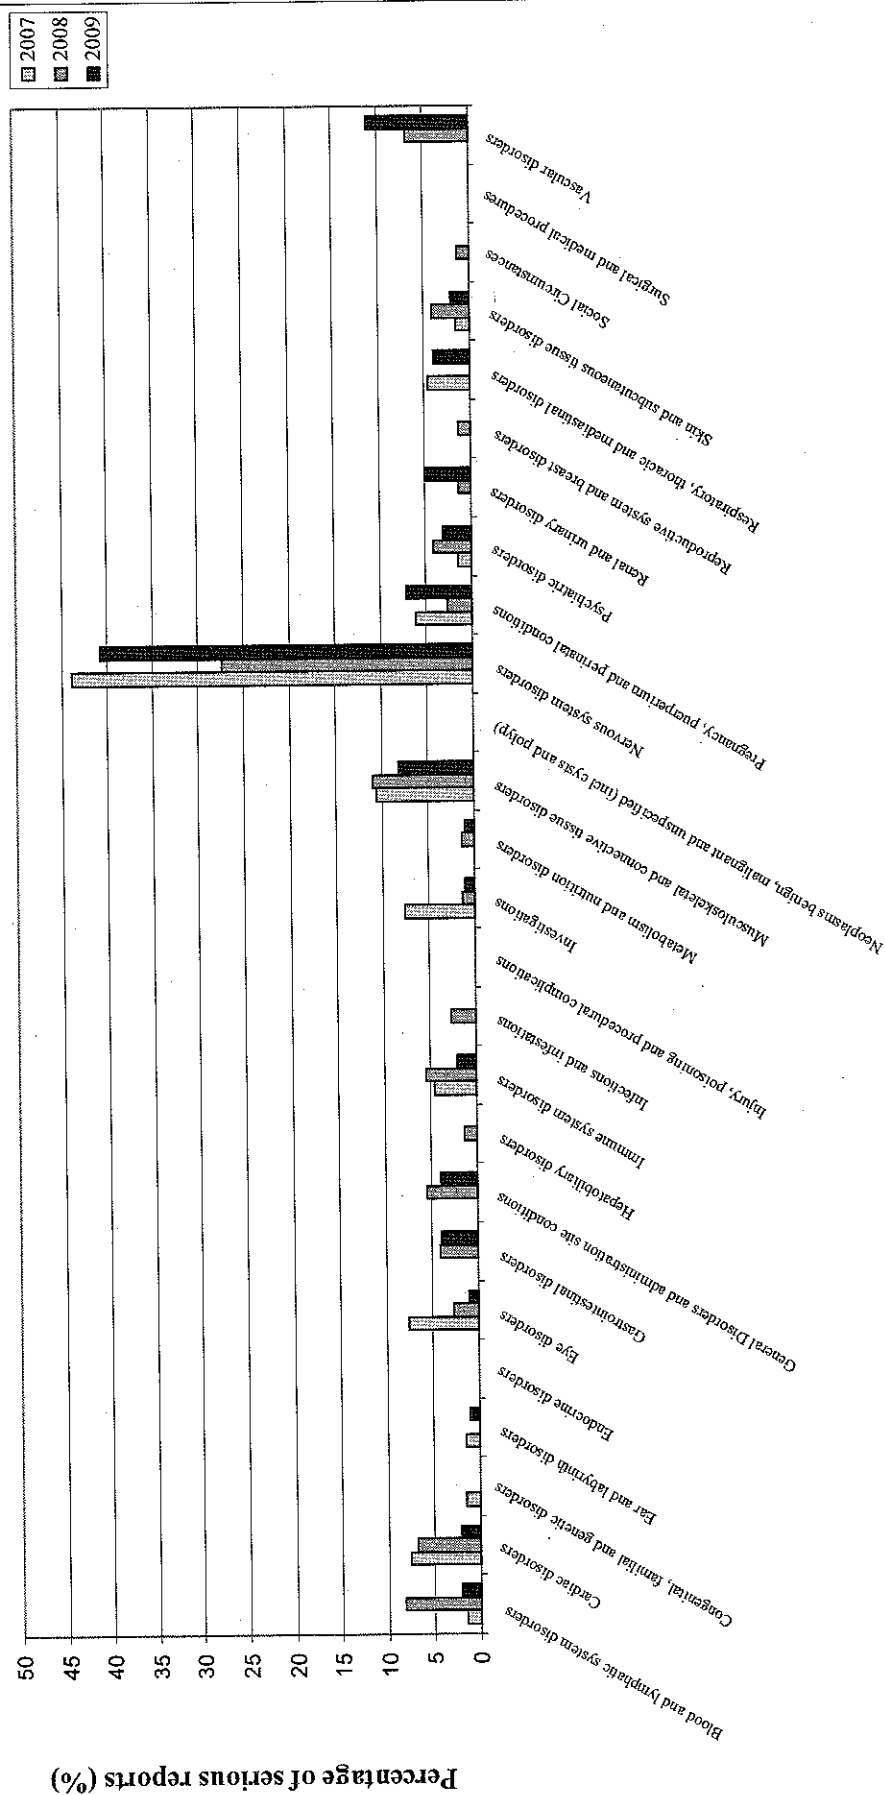 2007
2008
2009
Percentage of serious reports (%)
50
45
40
35
30
25
20
15
10
5
0
Blood and lymphatic system disorders
Cardiac disorders
Congenital, familial and genetic disorders
Ear and labyrinth disorders
Endocrine disorders
Eye disorders
Gastrointestinal disorders
General Disorders and administration site conditions
Hepatobiliary disorders
Immune system disorders
Infections and infestations
Injury, poisoning and procedural complications
Investigations
Metabolism and nutrition disorders
Musculoskeletal and connective tissue disorders
Neoplasms benign, malignant and unspecified (incl cysts and polyp)
Nervous system disorders
Pregnancy, puerperium and perinatal conditions
Psychiatric disorders
Renal and urinary disorders
Reproductive system and breast disorders
Respiratory, thoracic and mediastinal disorders
Skin and subcutaneous tissue disorders
Social Circumstances
Surgical and medical procedures
Vascular disorders